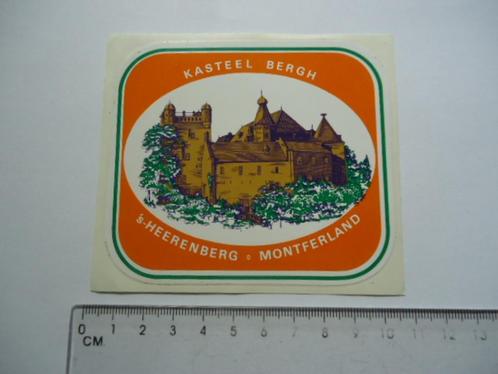 KASTEEL BERGH
'S-HEERENBERG ○ MONTFERLAND
0 1 2 3 4 5 6 7 8 9 10 11 12 13
CM